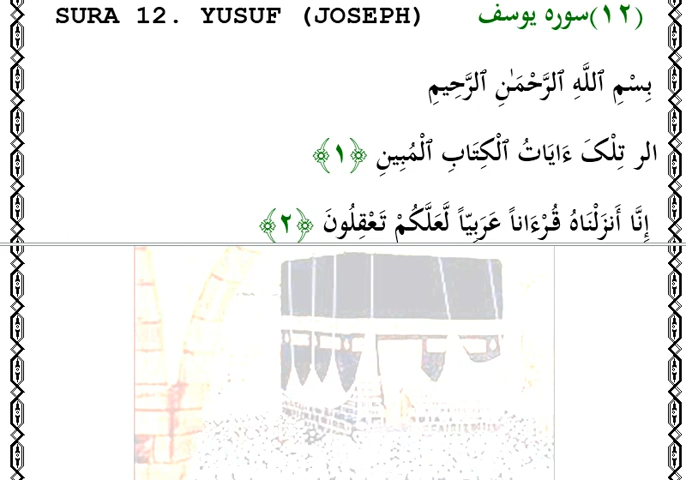 SURA 12. YUSUF (JOSEPH) سوره یوسف(١٢)
بِسْمِ ٱللَّهِ ٱلرَّحْمَـٰنِ ٱلرَّحِيمِ
الر تِلْکَ ءَايَاتُ ٱلْكِتَابِ ٱلْمُبِينِ ﴿١﴾
إِنَّا أَنزَلْنَاهُ قُرْءَاناً عَرَبِيّاً لَّعَلَّكُمْ تَعْقِلُونَ ﴿٢﴾